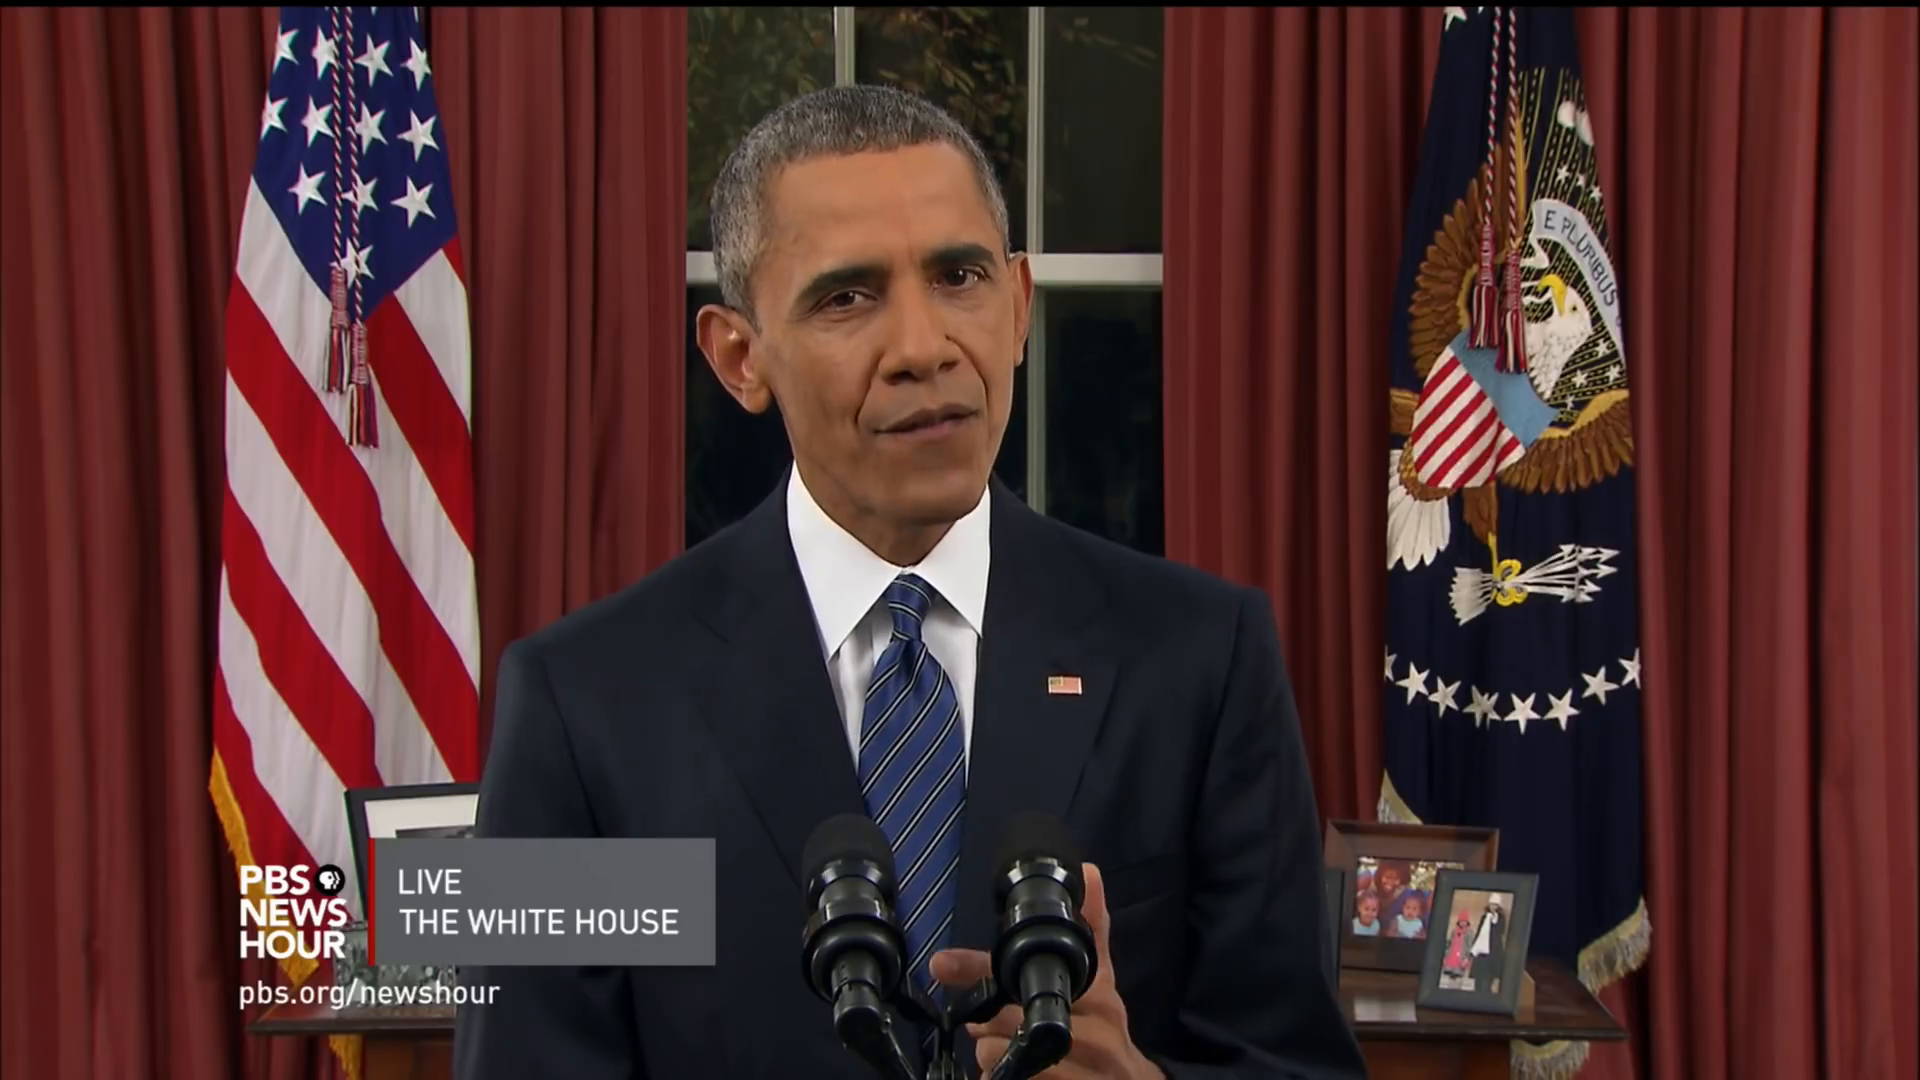 E PLURIBUS
PBS
NEWS
HOUR
LIVE
THE WHITE HOUSE
pbs.org/newshour